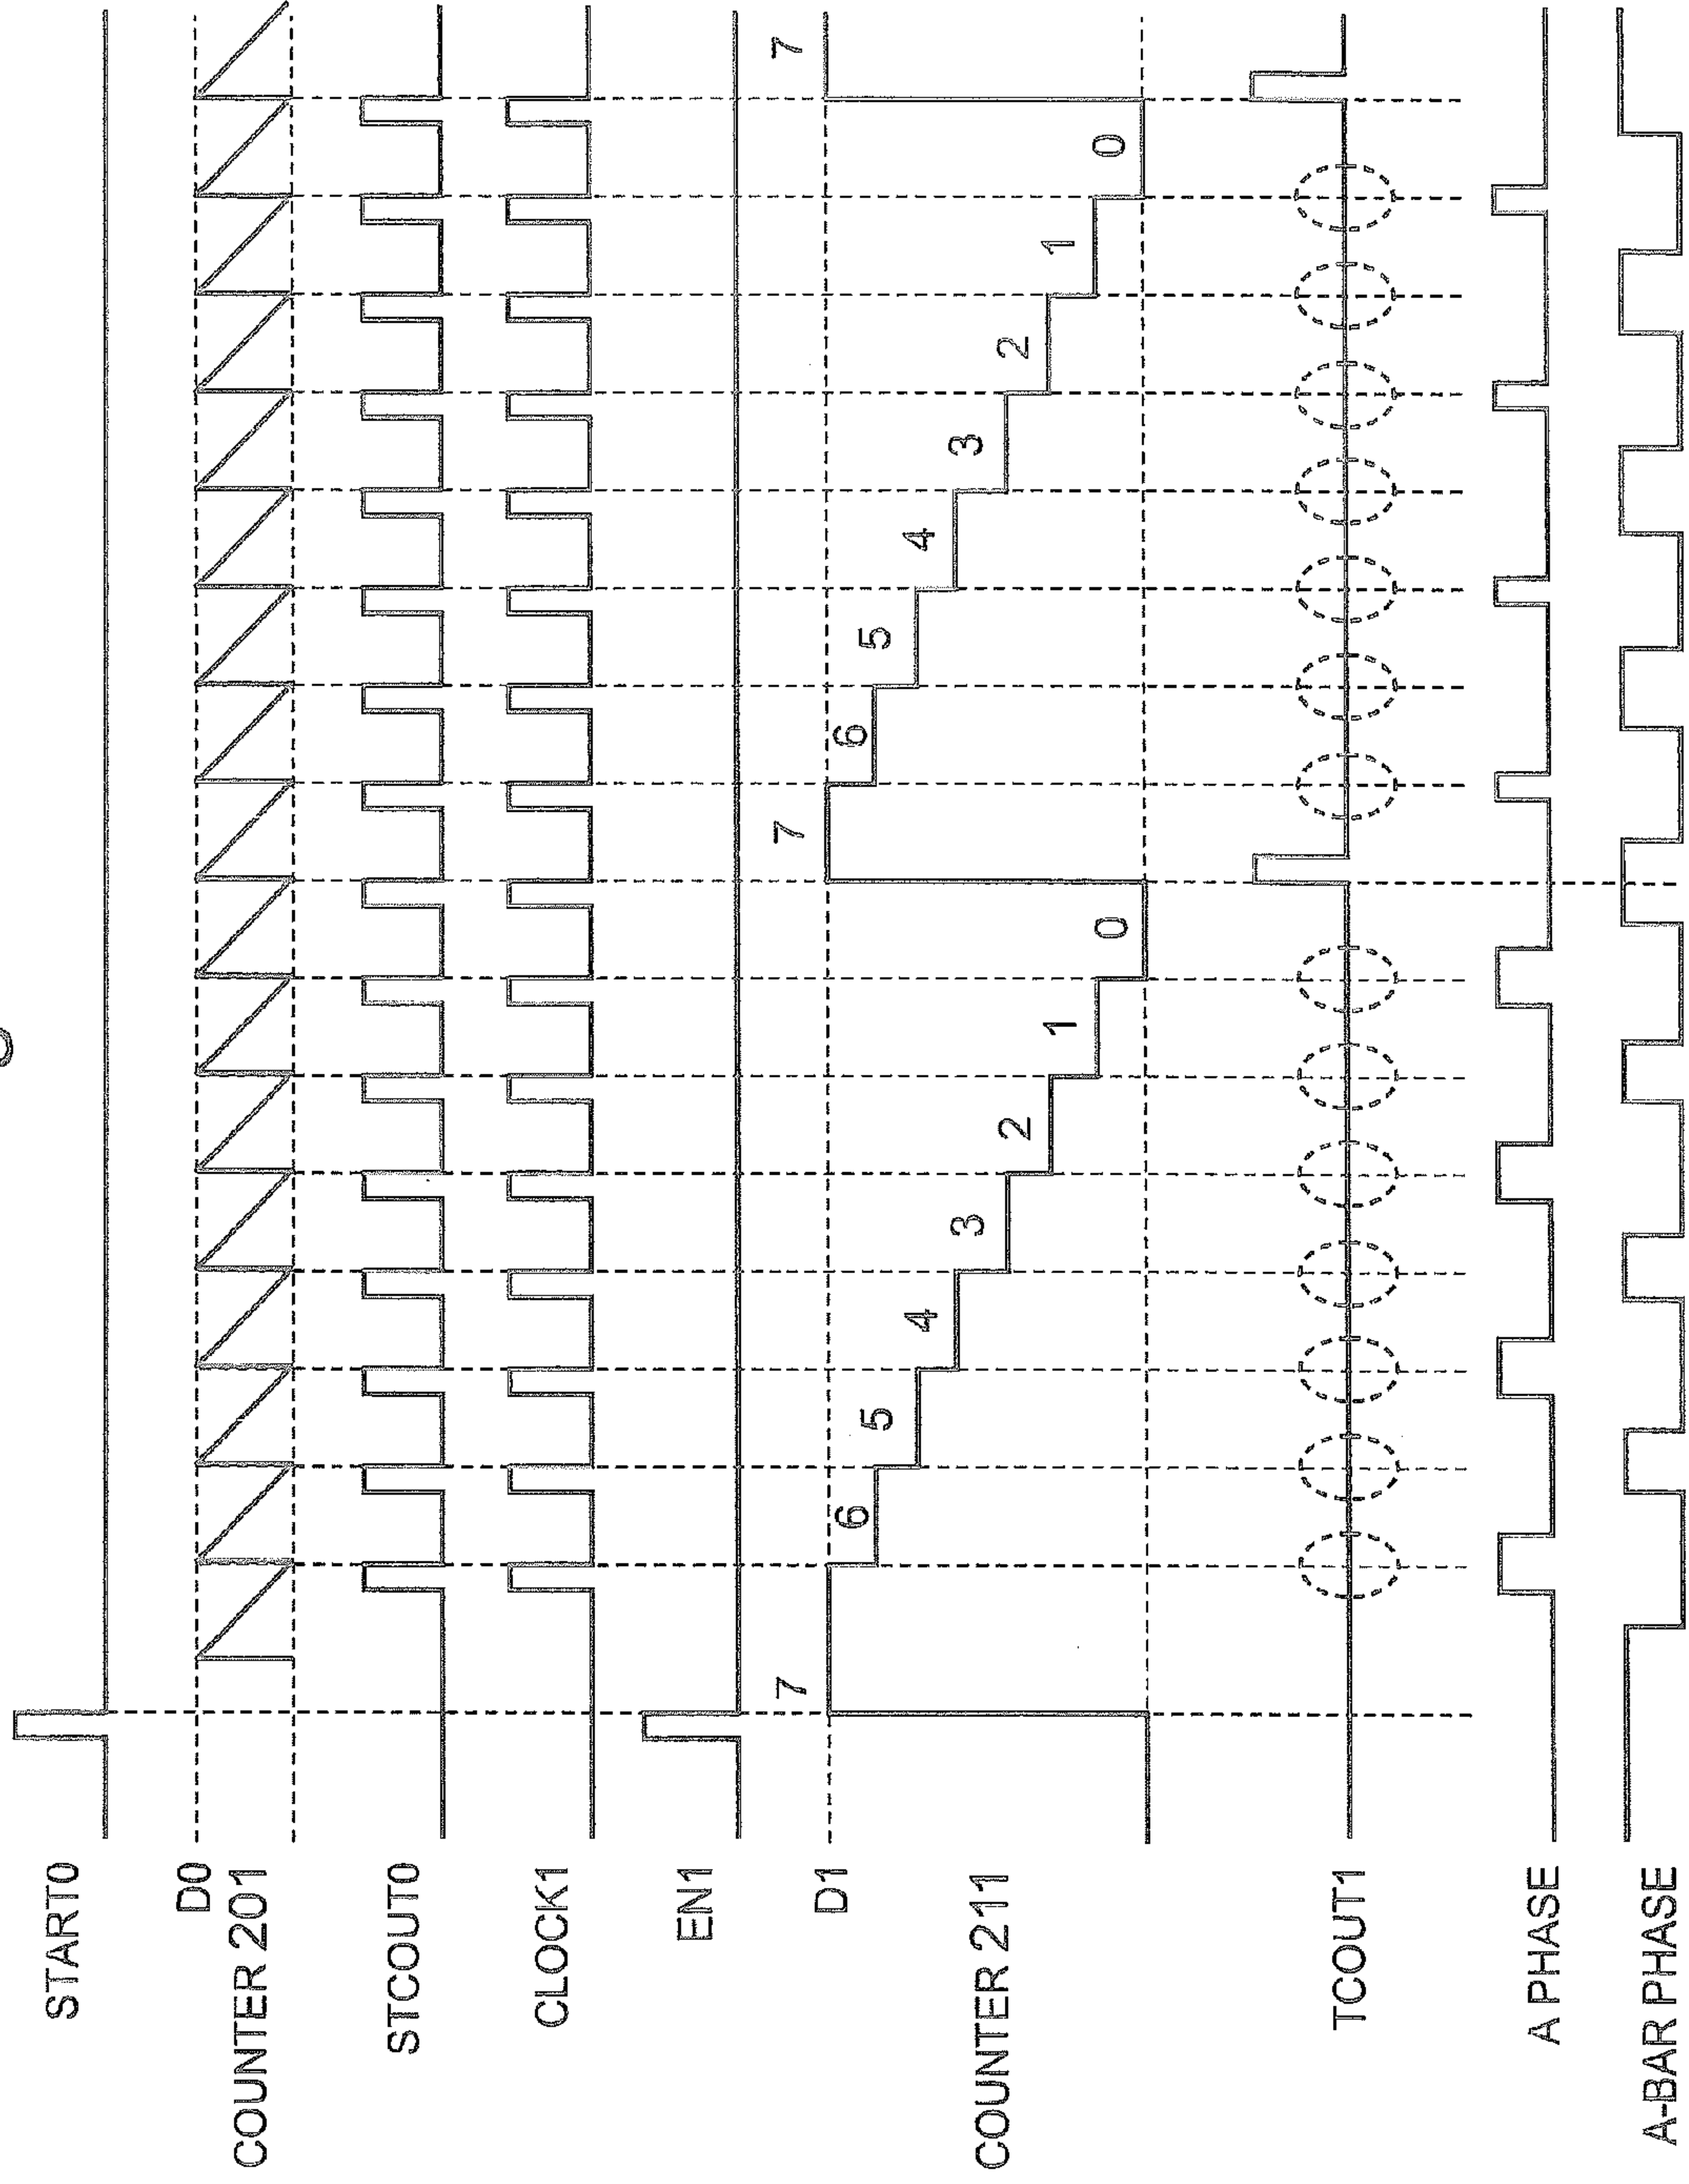 START0
D0
COUNTER 201
STCOUT0
CLOCK1
EN1
D1
COUNTER 211
7 6 5 4 3 2 1 0 7 6 5 4 3 2 1 0 7
TCOUT1
A PHASE
A-BAR PHASE